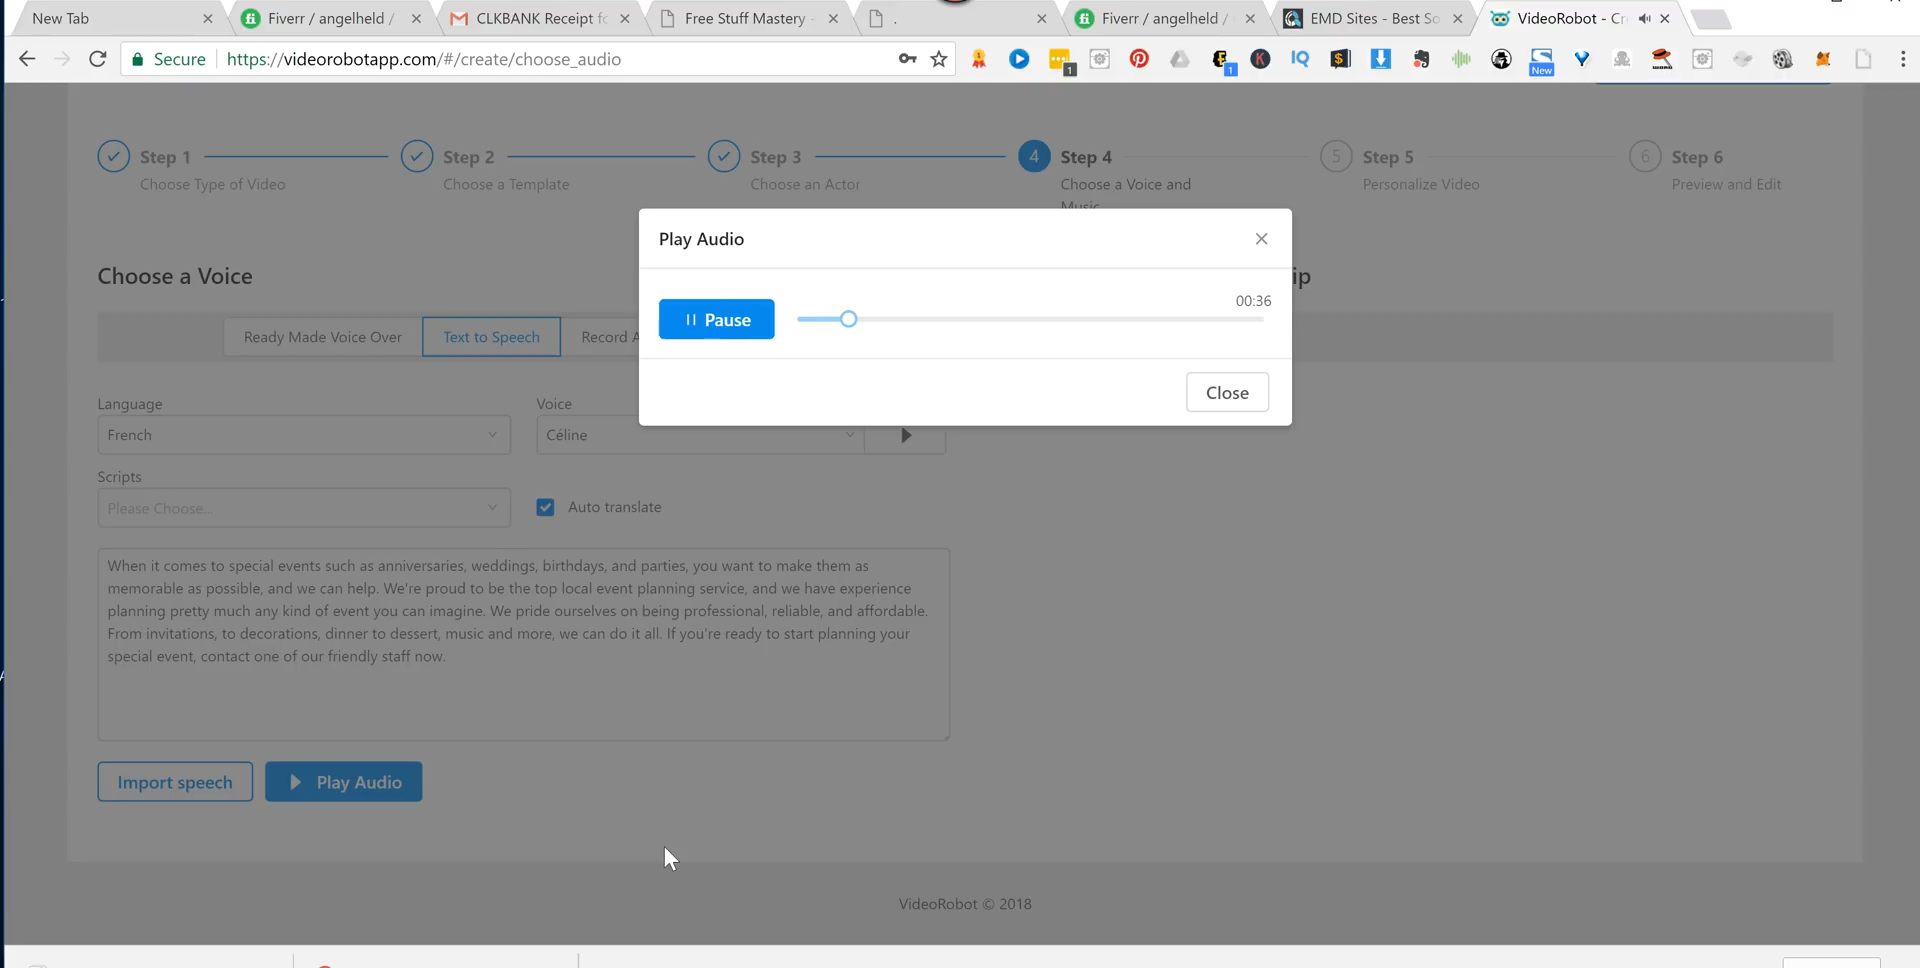 New Tab
Fiverr / angelheld /
CLKBANK Receipt fo
Free Stuff Mastery -
.
Fiverr / angelheld /
EMD Sites - Best So
VideoRobot - Cr
Secure
https://videorobotapp.com/#/create/choose_audio
1
1
K
IQ
$
New
Step 1
Choose Type of Video
Step 2
Choose a Template
Step 3
Choose an Actor
4
Step 4
Choose a Voice and
Music
5
Step 5
Personalize Video
6
Step 6
Preview and Edit
Play Audio
00:36
Pause
Close
Choose a Voice
ip
Ready Made Voice Over
Text to Speech
Record A
Language
French
Voice
Céline
Scripts
Please Choose...
Auto translate
When it comes to special events such as anniversaries, weddings, birthdays, and parties, you want to make them as
memorable as possible, and we can help. We're proud to be the top local event planning service, and we have experience
planning pretty much any kind of event you can imagine. We pride ourselves on being professional, reliable, and affordable.
From invitations, to decorations, dinner to dessert, music and more, we can do it all. If you're ready to start planning your
special event, contact one of our friendly staff now.
Import speech
Play Audio
VideoRobot © 2018